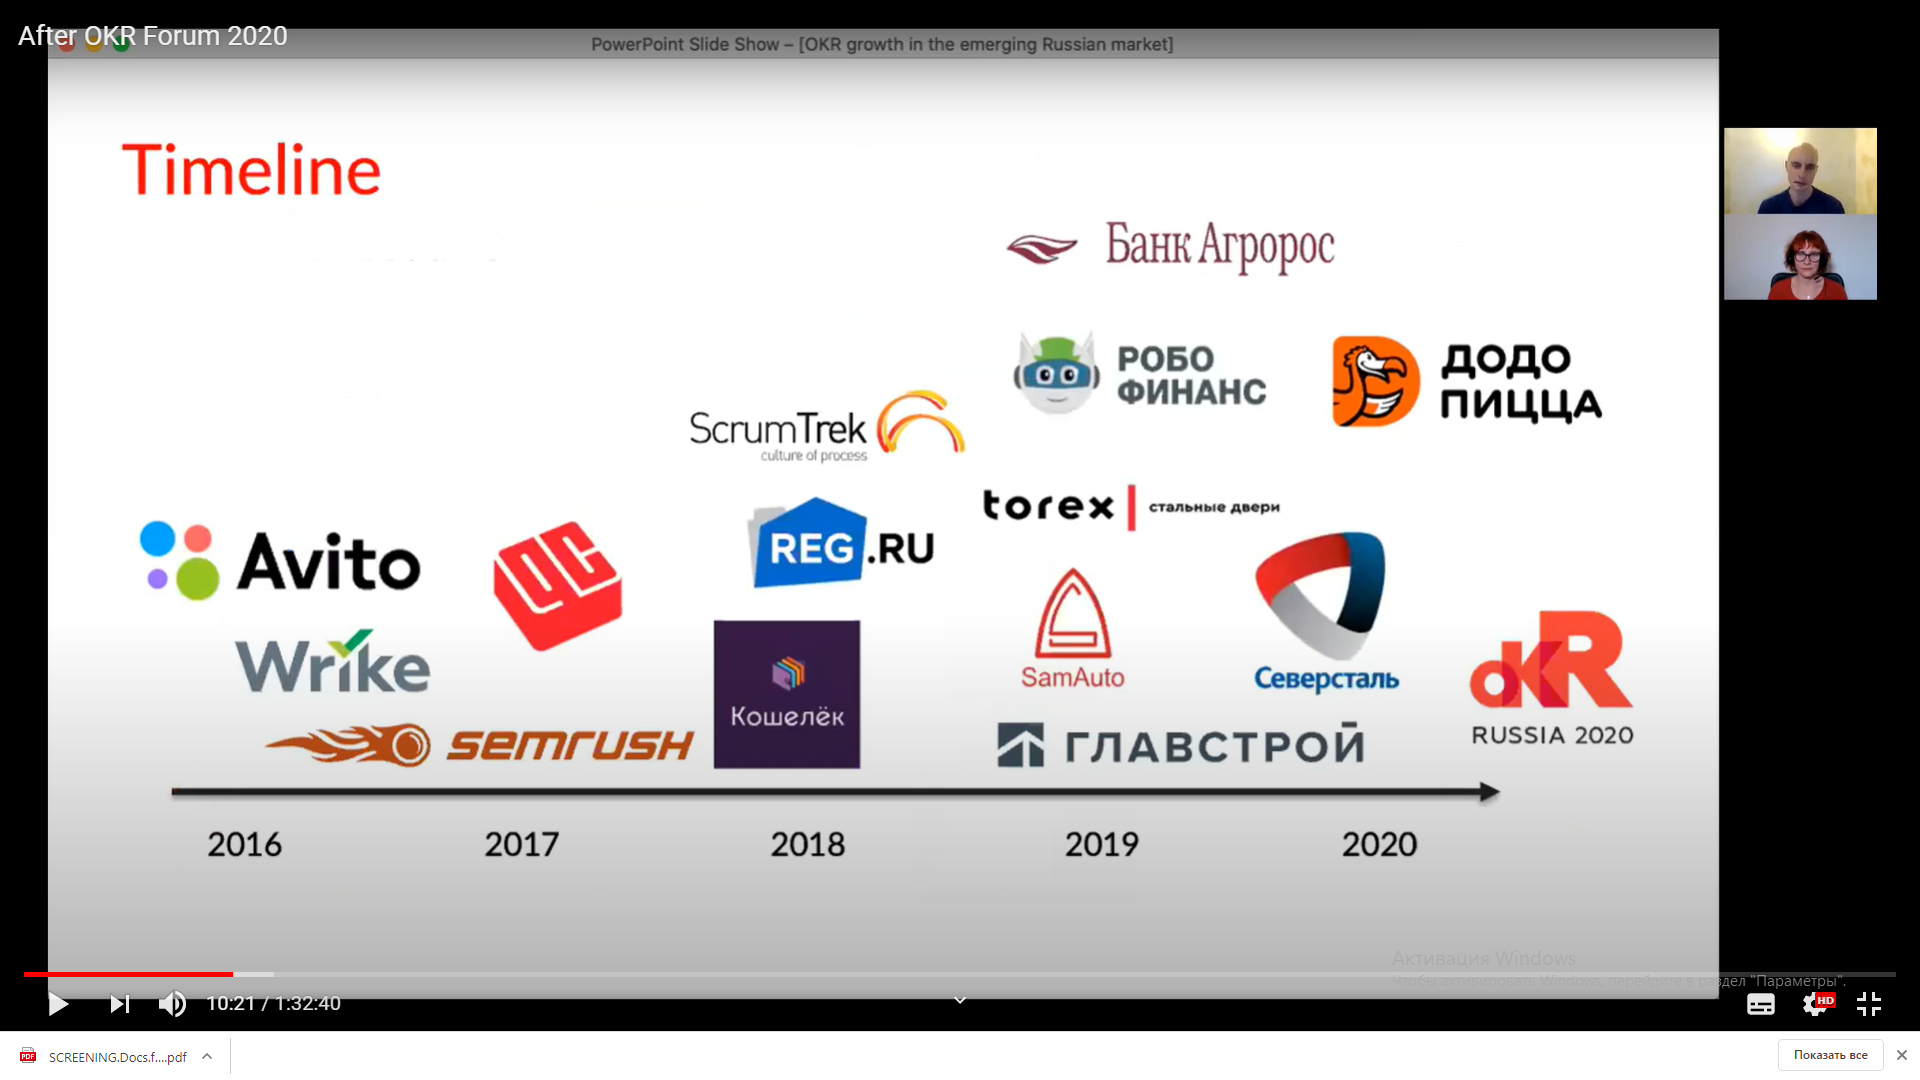 After OKR Forum 2020
PowerPoint Slide Show – [OKR growth in the emerging Russian market]
Timeline
Банк Агророс
РОБО
ФИНАНС
ДОДО
ПИЦЦА
ScrumTrek
culture of process
torex
стальные двери
Avito
REG.RU
Wrike
Кошелёк
SamAuto
Северсталь
semrush
ГЛАВСТРОЙ
OKR
RUSSIA 2020
2016
2017
2018
2019
2020
Активация Windows
Чтобы активировать Windows, перейдите в раздел "Параметры".
10:21 / 1:32:40
HD
PDF
SCREENING.Docs.f....pdf
Показать все